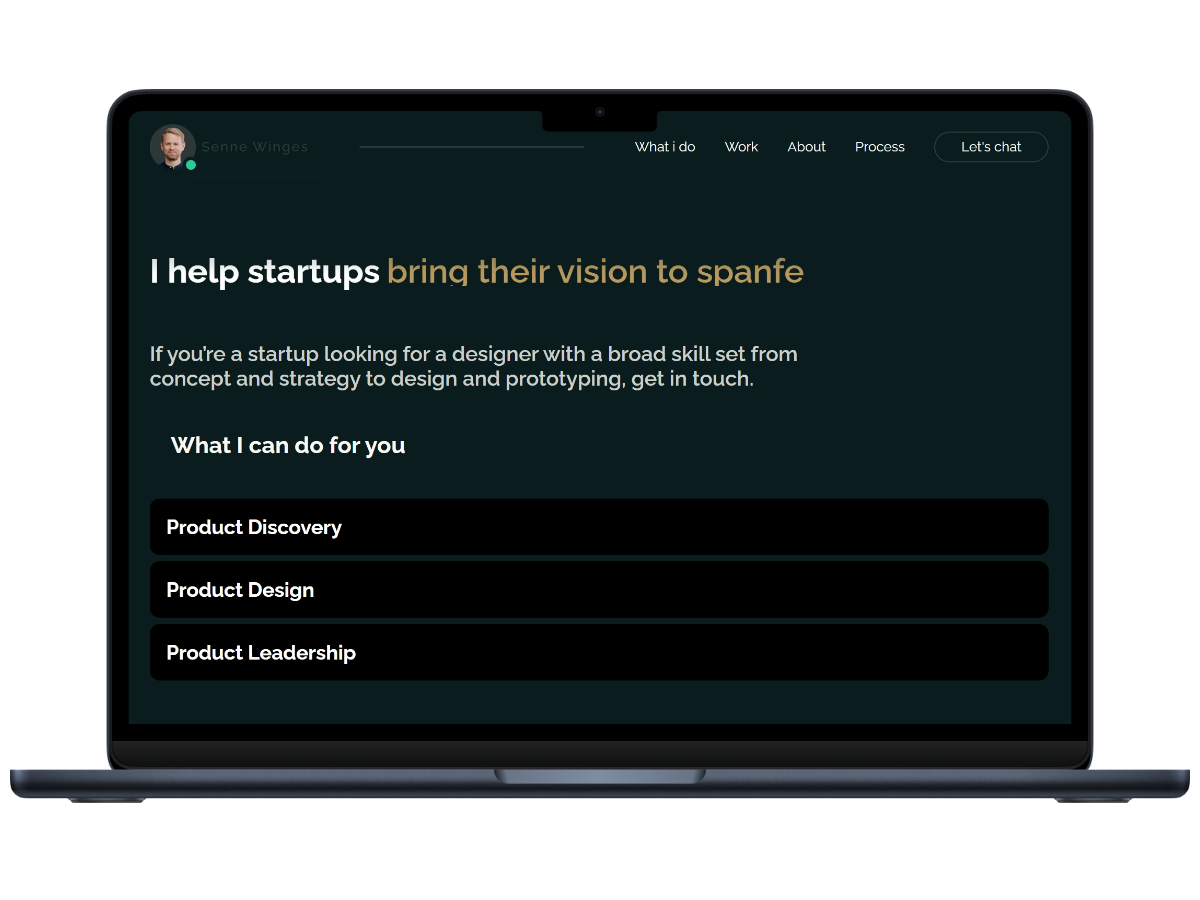 Senne Winges
What i do
Work
About
Process
Let's chat
I help startups bring their vision to spanfe
If you're a startup looking for a designer with a broad skill set from
concept and strategy to design and prototyping, get in touch.
What I can do for you
Product Discovery
Product Design
Product Leadership